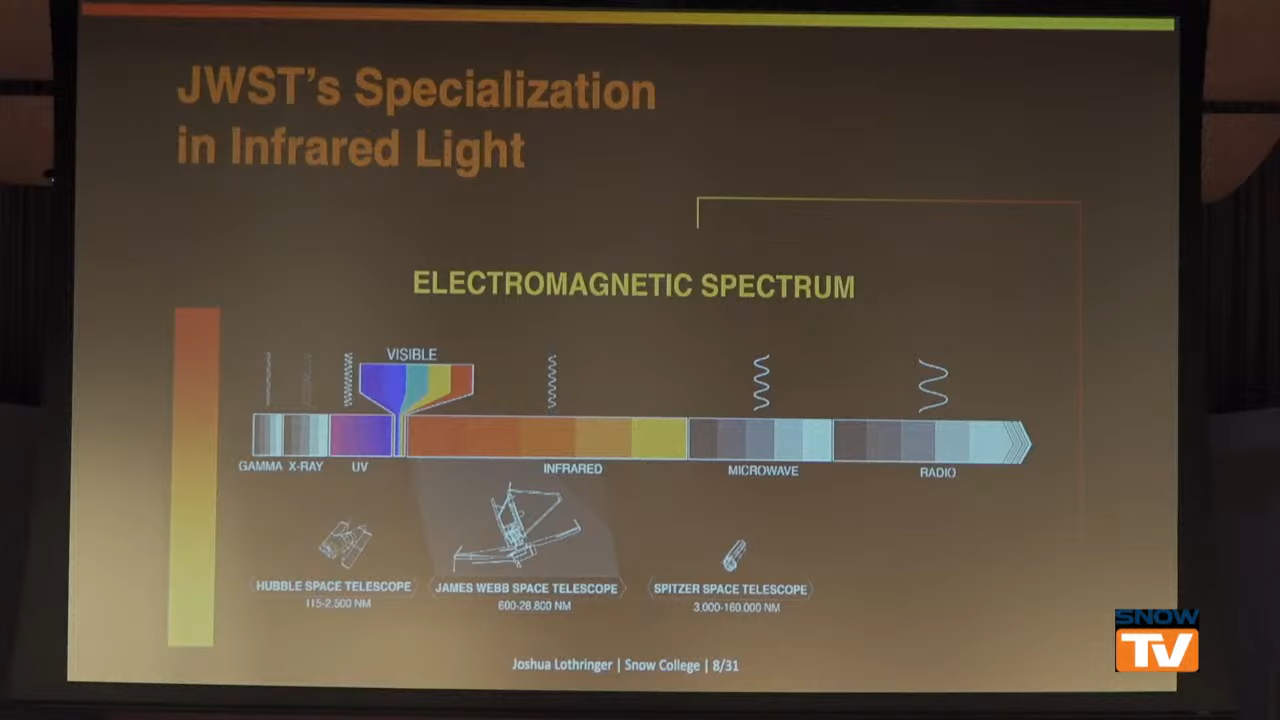 JWST's Specialization
in Infrared Light
ELECTROMAGNETIC SPECTRUM
VISIBLE
GAMMA X-RAY UV INFRARED MICROWAVE RADIO
HUBBLE SPACE TELESCOPE
115-2,500 NM
JAMES WEBB SPACE TELESCOPE
600-28,800 NM
SPITZER SPACE TELESCOPE
3,000-160,000 NM
Joshua Lothringer | Snow College | 8/31
SNOW
TV